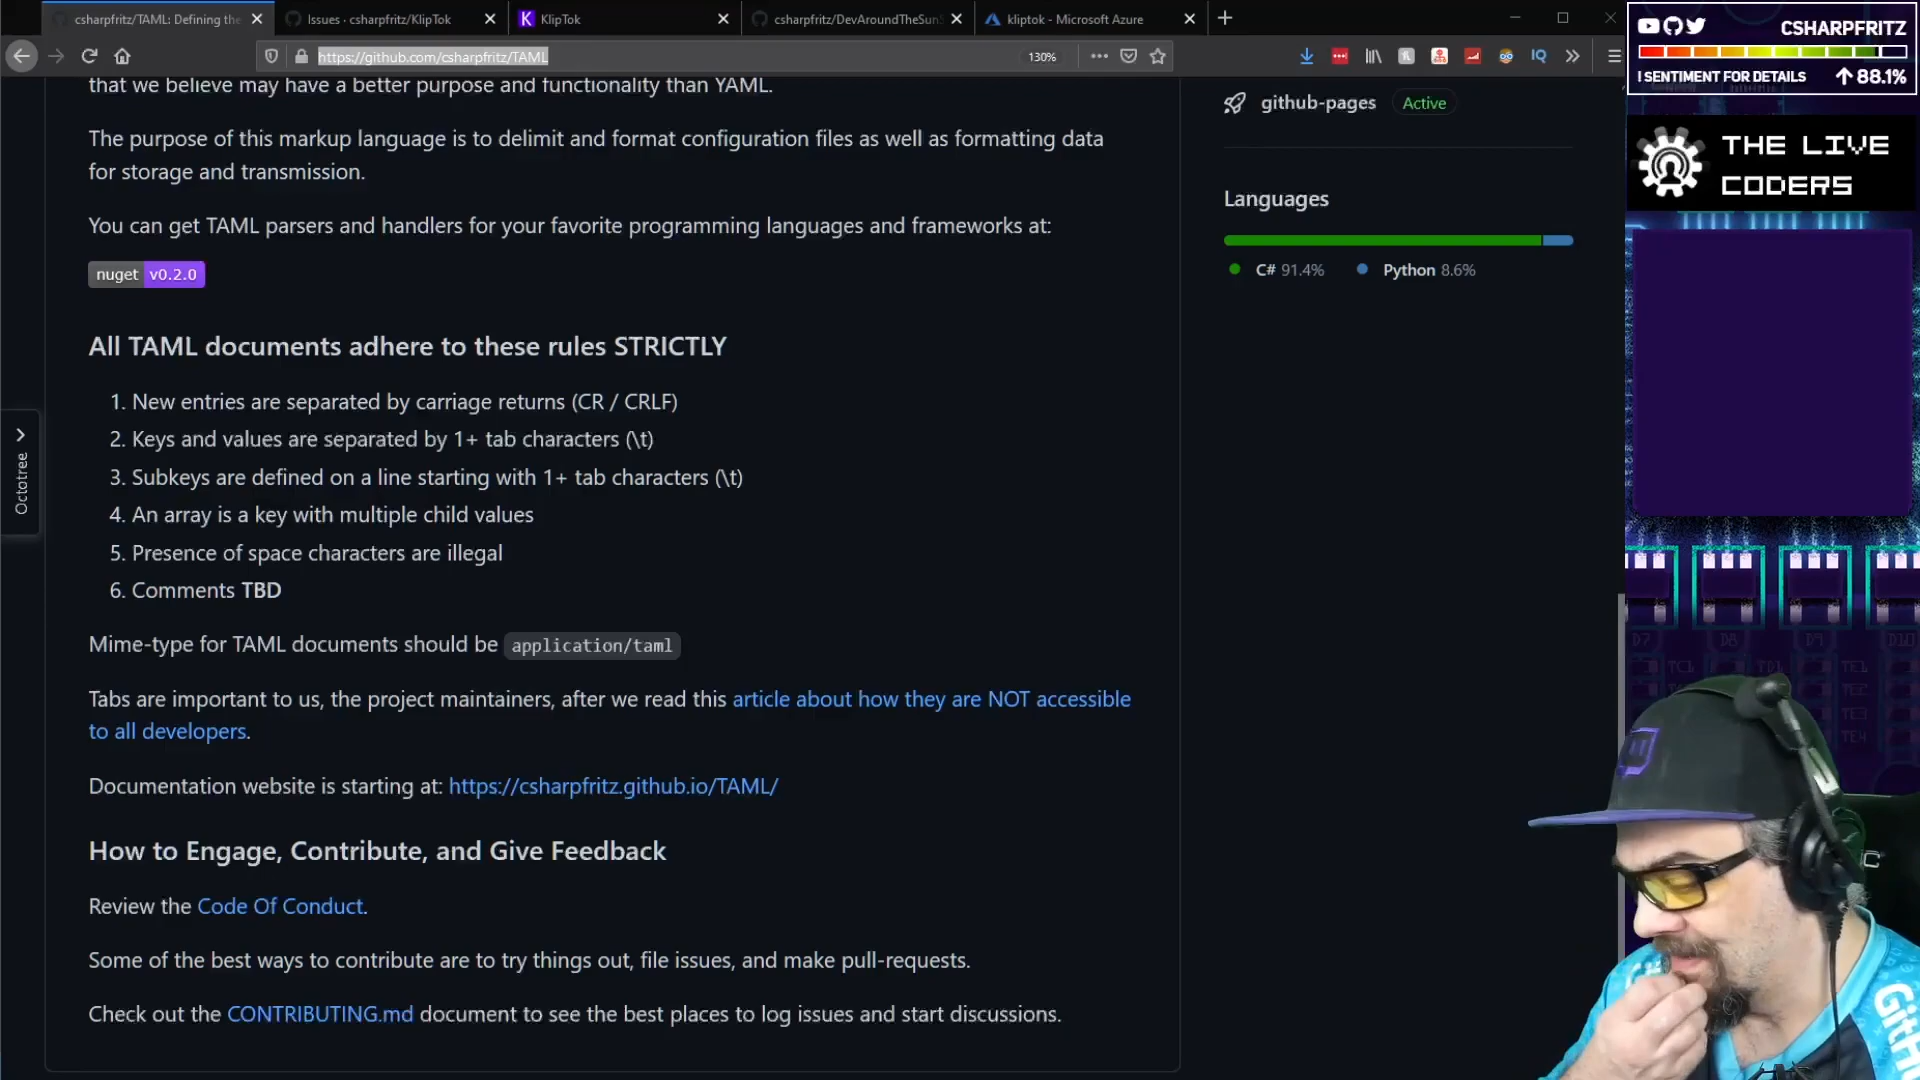 csharpfritz/TAML: Defining the
Issues · csharpfritz/KlipTok
KlipTok
csharpfritz/DevAroundTheSun
kliptok - Microsoft Azure
https://github.com/csharpfritz/TAML
130%
CSHARPFRITZ
! SENTIMENT FOR DETAILS
88.1%
THE LIVE
CODERS
that we believe may have a better purpose and functionality than YAML.
The purpose of this markup language is to delimit and format configuration files as well as formatting data
for storage and transmission.
You can get TAML parsers and handlers for your favorite programming languages and frameworks at:
nuget v0.2.0
All TAML documents adhere to these rules STRICTLY
1. New entries are separated by carriage returns (CR / CRLF)
2. Keys and values are separated by 1+ tab characters (\t)
3. Subkeys are defined on a line starting with 1+ tab characters (\t)
4. An array is a key with multiple child values
5. Presence of space characters are illegal
6. Comments TBD
Mime-type for TAML documents should be application/taml
Tabs are important to us, the project maintainers, after we read this article about how they are NOT accessible
to all developers.
Documentation website is starting at: https://csharpfritz.github.io/TAML/
How to Engage, Contribute, and Give Feedback
Review the Code Of Conduct.
Some of the best ways to contribute are to try things out, file issues, and make pull-requests.
Check out the CONTRIBUTING.md document to see the best places to log issues and start discussions.
github-pages Active
Languages
C# 91.4% Python 8.6%
Octotree
D7 D8 D9 D10
TC1 TD1 TE1
TE2
TE3
TE4
GitH